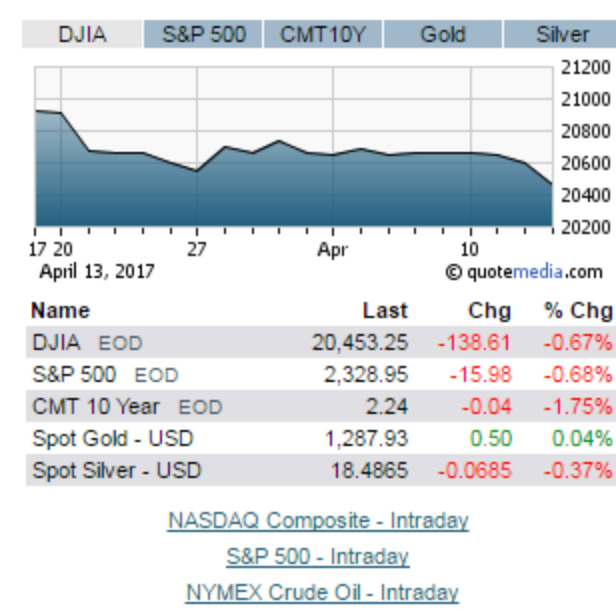 DJIA S&P 500 CMT10Y Gold Silver
21200
21000
20800
20600
20400
20200
17 20 27 Apr 10
April 13, 2017 © quotemedia.com
Name Last Chg % Chg
DJIA EOD 20,453.25 -138.61 -0.67%
S&P 500 EOD 2,328.95 -15.98 -0.68%
CMT 10 Year EOD 2.24 -0.04 -1.75%
Spot Gold - USD 1,287.93 0.50 0.04%
Spot Silver - USD 18.4865 -0.0685 -0.37%
NASDAQ Composite - Intraday
S&P 500 - Intraday
NYMEX Crude Oil - Intraday